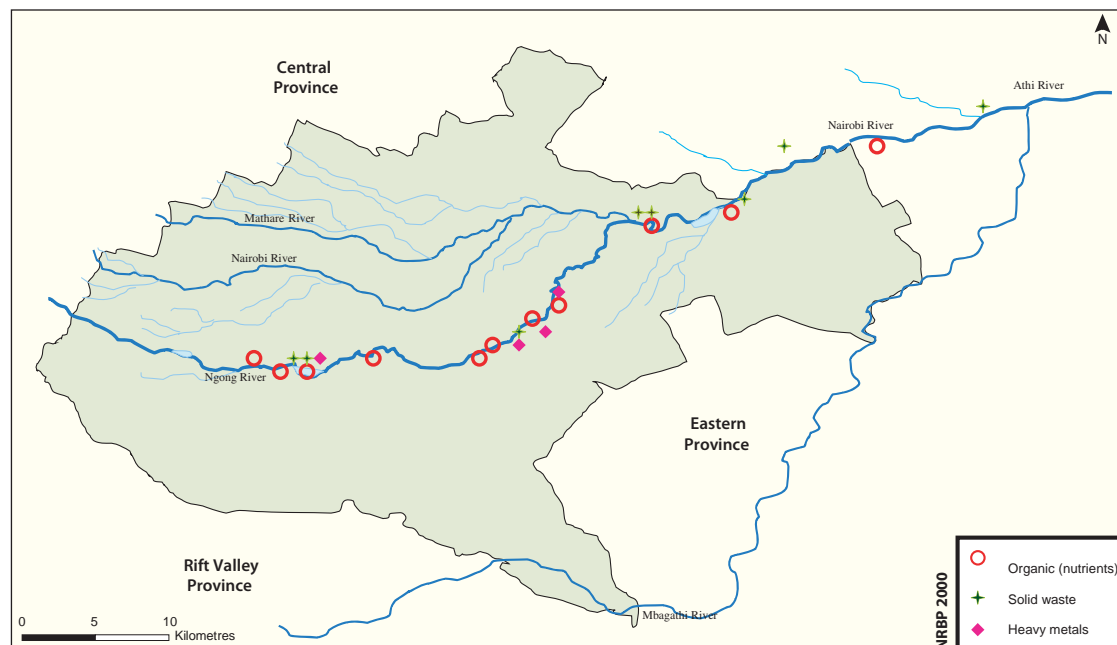 N
Central
Province
Athi River
Nairobi River
Mathare River
Nairobi River
Ngong River
Eastern
Province
Rift Valley
Province
Mbagathi River
0 5 10
Kilometres
NRBP 2000
Organic (nutrients)
Solid waste
Heavy metals